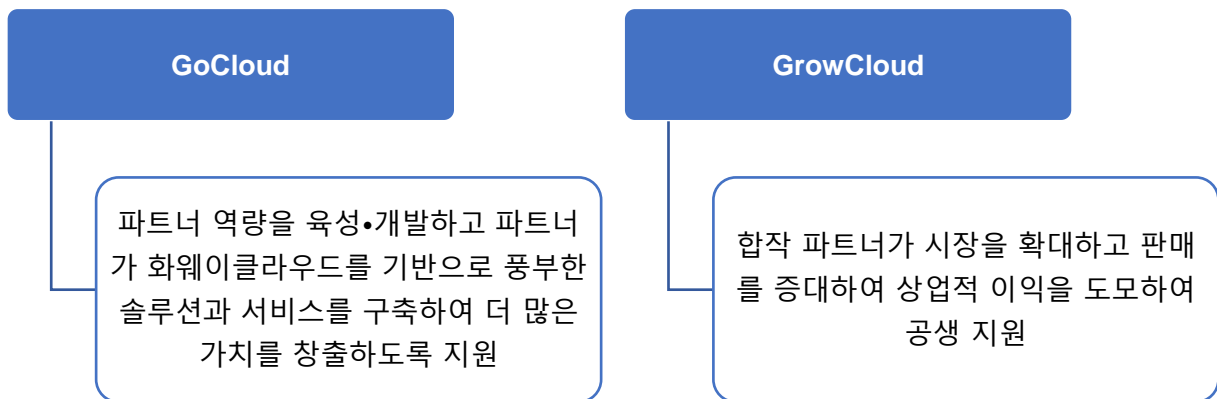 GoCloud
파트너 역량을 육성•개발하고 파트너
가 화웨이클라우드를 기반으로 풍부한
솔루션과 서비스를 구축하여 더 많은
가치를 창출하도록 지원
GrowCloud
합작 파트너가 시장을 확대하고 판매
를 증대하여 상업적 이익을 도모하여
공생 지원